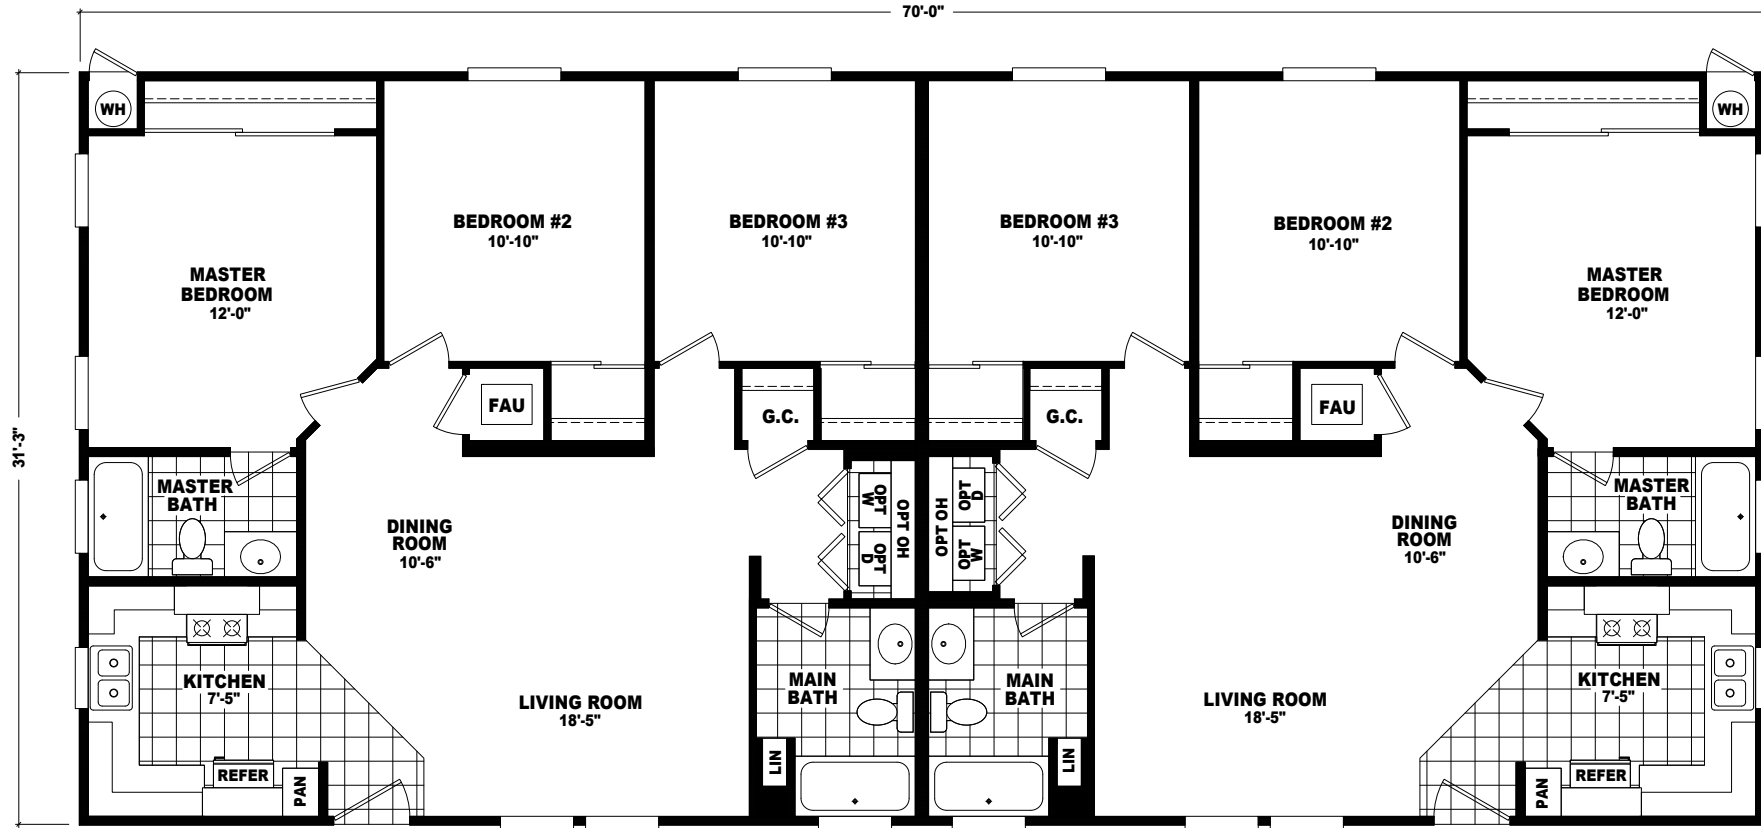 70'-0"
31'-3"
WH
WH
BEDROOM #2
10'-10"
BEDROOM #3
10'-10"
BEDROOM #3
10'-10"
BEDROOM #2
10'-10"
MASTER
BEDROOM
12'-0"
MASTER
BEDROOM
12'-0"
FAU
G.C.
G.C.
FAU
MASTER
BATH
DINING
ROOM
10'-6"
OPT
W
OPT
D
OPT OH
OPT OH
OPT
D
OPT
W
DINING
ROOM
10'-6"
MASTER
BATH
KITCHEN
7'-5"
LIVING ROOM
18'-5"
MAIN
BATH
MAIN
BATH
LIVING ROOM
18'-5"
KITCHEN
7'-5"
REFER
PAN
LIN
LIN
PAN
REFER